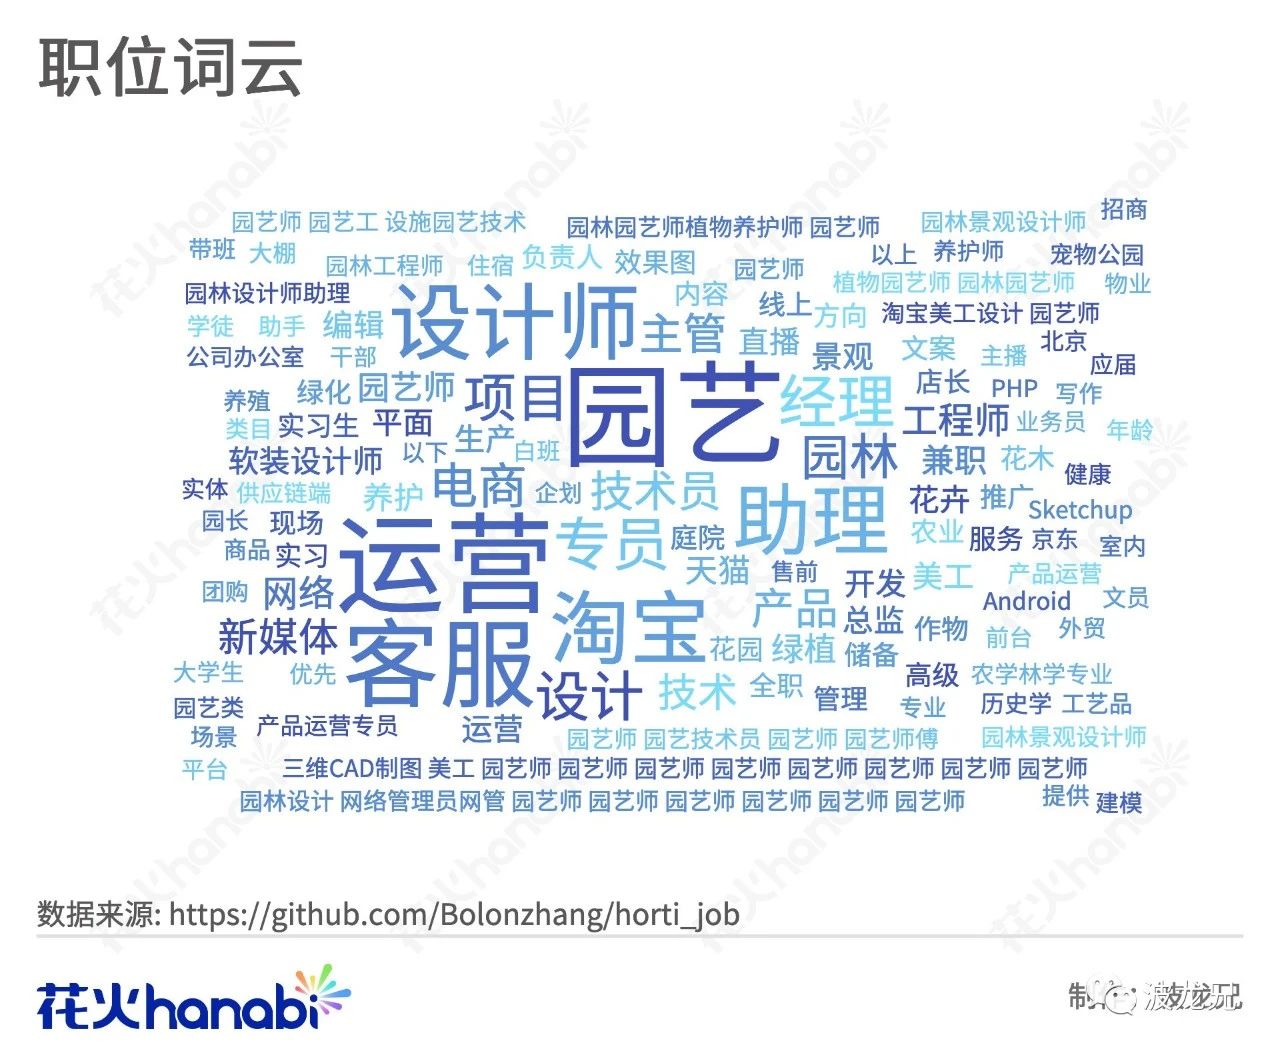 职位词云
园艺师 园艺工 设施园艺技术
园林园艺师植物养护师 园艺师
园林景观设计师
招商
带班
大棚
园林工程师
住宿
负责人
效果图
园艺师
以上
养护师
宠物公园
园林设计师助理
设计师
内容
线上
植物园艺师 园林园艺师
物业
学徒
助手
编辑
主管
直播
方向
淘宝美工设计 园艺师
公司办公室
干部
景观
文案
主播
北京
应届
养殖
绿化
园艺师
项目
园艺
经理
店长
PHP
写作
类目
实习生
平面
生产
工程师
业务员
年龄
软装设计师
以下
白班
园林
兼职
花木
健康
实体
供应链端
养护
电商
企划
技术员
助理
花卉
推广
Sketchup
园长
现场
运营
专员
庭院
农业
服务
京东
室内
商品
实习
天猫
售前
开发
美工
产品运营
团购
网络
淘宝
产品
Android
文员
新媒体
客服
花园
绿植
总监
作物
前台
外贸
储备
大学生
优先
设计
技术
全职
管理
高级
农学林学专业
园艺类
产品运营专员
专业
历史学
工艺品
场景
运营
园艺师 园艺技术员 园艺师 园艺师傅
园林景观设计师
平台
三维CAD制图 美工 园艺师 园艺师 园艺师 园艺师 园艺师 园艺师 园艺师 园艺师
园林设计 网络管理员网管 园艺师 园艺师 园艺师 园艺师 园艺师 园艺师
提供
建模
数据来源: https://github.com/Bolonzhang/horti_job
花火hanabi
波龙玩